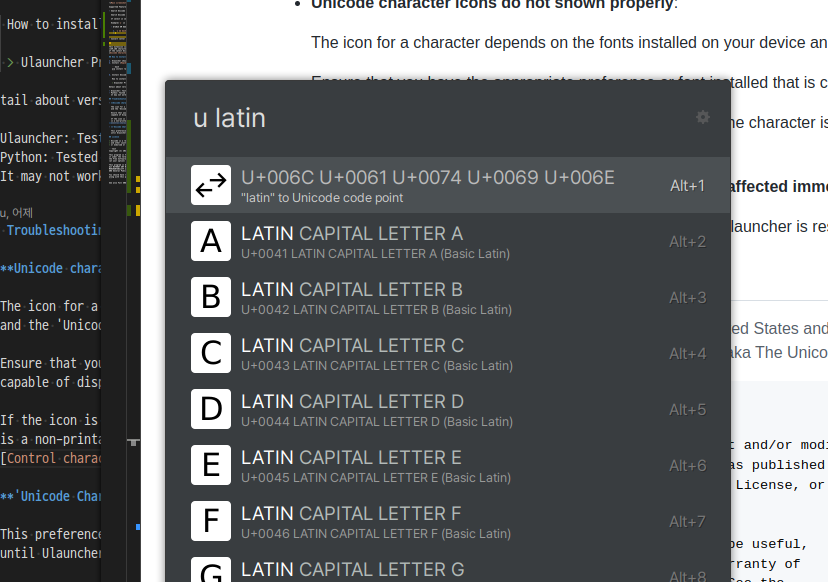 How to instal
> Ulauncher Pr
tail about vers
Ulauncher: Test
Python: Tested
It may not work
u, 어제
Troubleshootin
**Unicode chara
The icon for a
and the 'Unicod
Ensure that you
capable of disp
If the icon is
is a non-printa
[Control charac
**'Unicode Char
This preference
until Ulauncher
• Unicode character icons do not shown properly:
The icon for a character depends on the fonts installed on your device an
Ensure that you have the appropriate preference or font installed that is c
he character is
affected imme
launcher is res
ed States and
aka The Unico
t and/or modi
as published
License, or
be useful,
rranty of
u latin
U+006C U+0061 U+0074 U+0069 U+006E
"latin" to Unicode code point
Alt+1
A
LATIN CAPITAL LETTER A
U+0041 LATIN CAPITAL LETTER A (Basic Latin)
Alt+2
B
LATIN CAPITAL LETTER B
U+0042 LATIN CAPITAL LETTER B (Basic Latin)
Alt+3
C
LATIN CAPITAL LETTER C
U+0043 LATIN CAPITAL LETTER C (Basic Latin)
Alt+4
D
LATIN CAPITAL LETTER D
U+0044 LATIN CAPITAL LETTER D (Basic Latin)
Alt+5
E
LATIN CAPITAL LETTER E
U+0045 LATIN CAPITAL LETTER E (Basic Latin)
Alt+6
F
LATIN CAPITAL LETTER F
U+0046 LATIN CAPITAL LETTER F (Basic Latin)
Alt+7
G
LATIN CAPITAL LETTER G
Alt+8